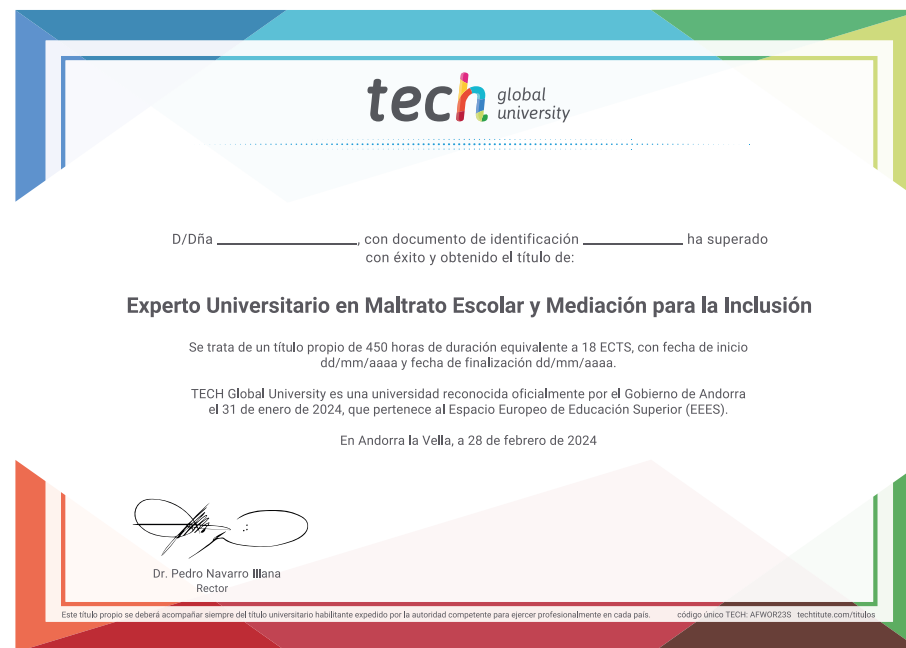 tech global university
D/Dña ____________________, con documento de identificación ______________ ha superado
con éxito y obtenido el título de:
Experto Universitario en Maltrato Escolar y Mediación para la Inclusión
Se trata de un título propio de 450 horas de duración equivalente a 18 ECTS, con fecha de inicio
dd/mm/aaaa y fecha de finalización dd/mm/aaaa.
TECH Global University es una universidad reconocida oficialmente por el Gobierno de Andorra
el 31 de enero de 2024, que pertenece al Espacio Europeo de Educación Superior (EEES).
En Andorra la Vella, a 28 de febrero de 2024
Dr. Pedro Navarro Illana
Rector
Este título propio se deberá acompañar siempre del título universitario habilitante expedido por la autoridad competente para ejercer profesionalmente en cada país. código único TECH: AFWOR23S techtitute.com/titulos